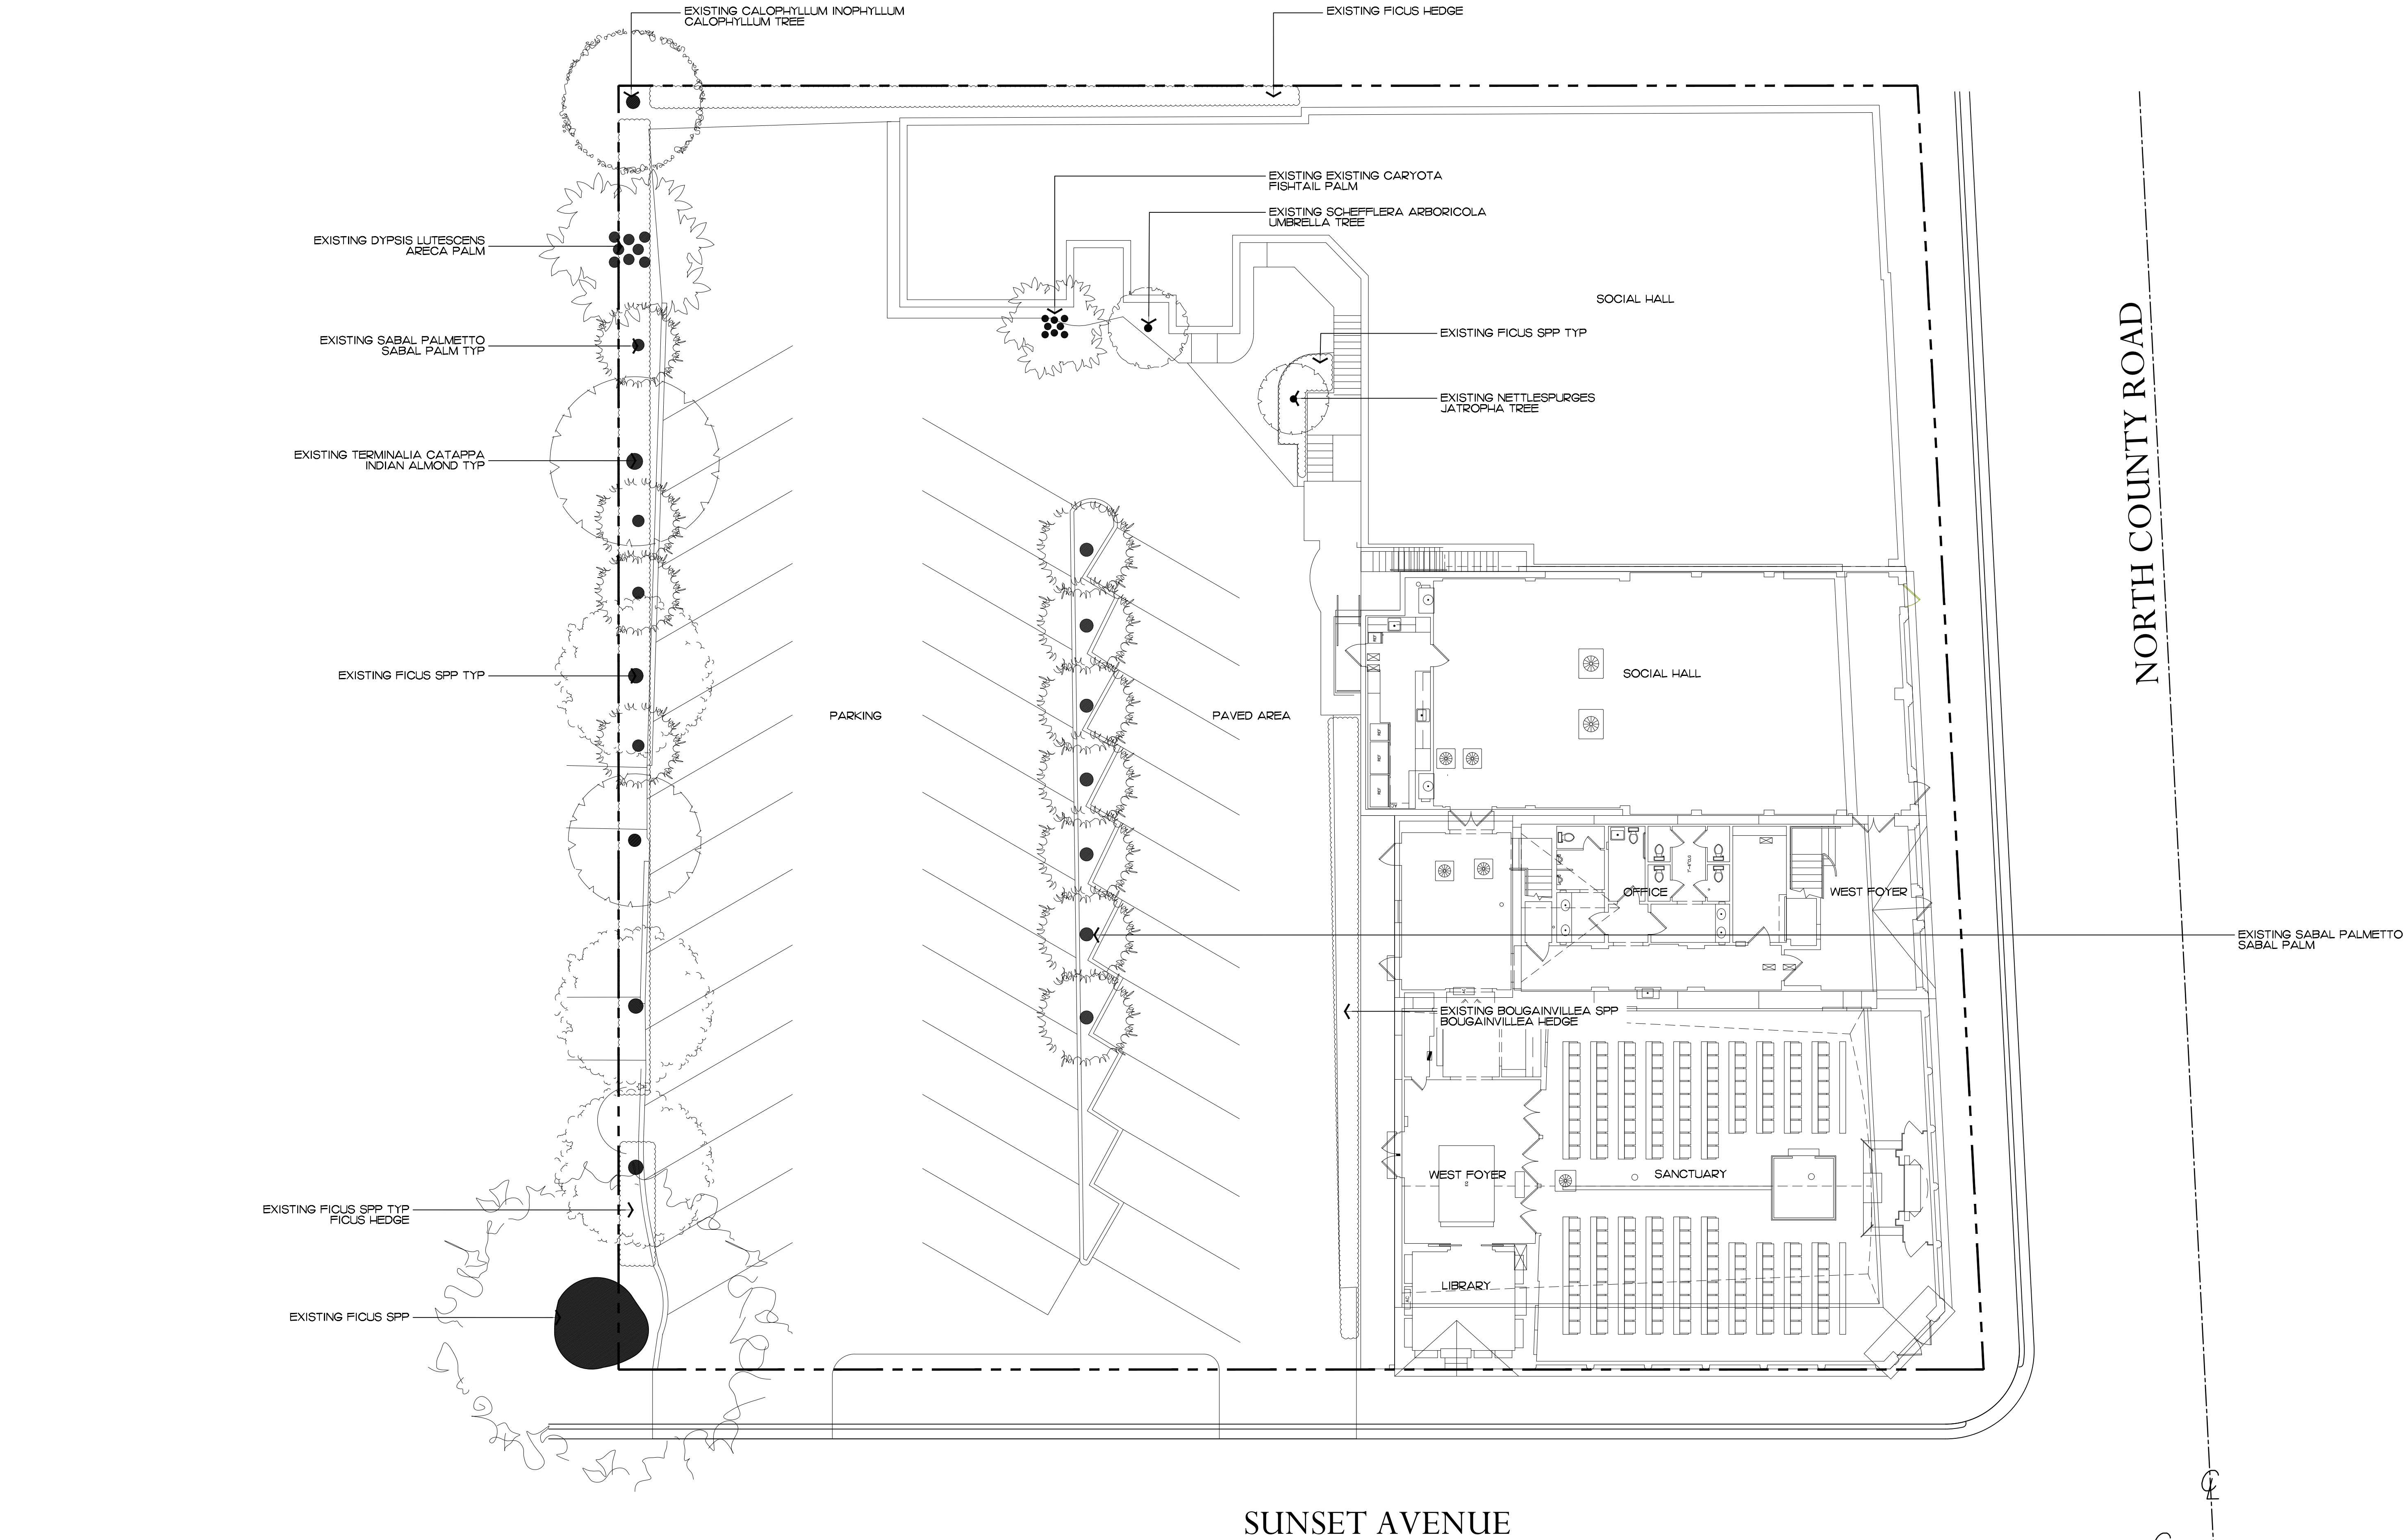 EXISTING CALOPHYLLUM INOPHYLLUM
CALOPHYLLUM TREE
EXISTING FICUS HEDGE
EXISTING EXISTING CARYOTA
FISHTAIL PALM
EXISTING SCHEFFLERA ARBORICOLA
UMBRELLA TREE
EXISTING DYPSIS LUTESCENS
ARECA PALM
SOCIAL HALL
EXISTING SABAL PALMETTO
SABAL PALM TYP
EXISTING FICUS SPP TYP
EXISTING NETTLESPURGES
JATROPHA TREE
EXISTING TERMINALIA CATAPPA
INDIAN ALMOND TYP
NORTH COUNTY ROAD
REF
SOCIAL HALL
EXISTING FICUS SPP TYP
PARKING
PAVED AREA
REF
REF
REF
OFFICE
WEST FOYER
EXISTING SABAL PALMETTO
SABAL PALM
EXISTING BOUGAINVILLEA SPP
BOUGAINVILLEA HEDGE
WEST FOYER
SANCTUARY
EXISTING FICUS SPP TYP
FICUS HEDGE
LIBRARY
EXISTING FICUS SPP
SUNSET AVENUE